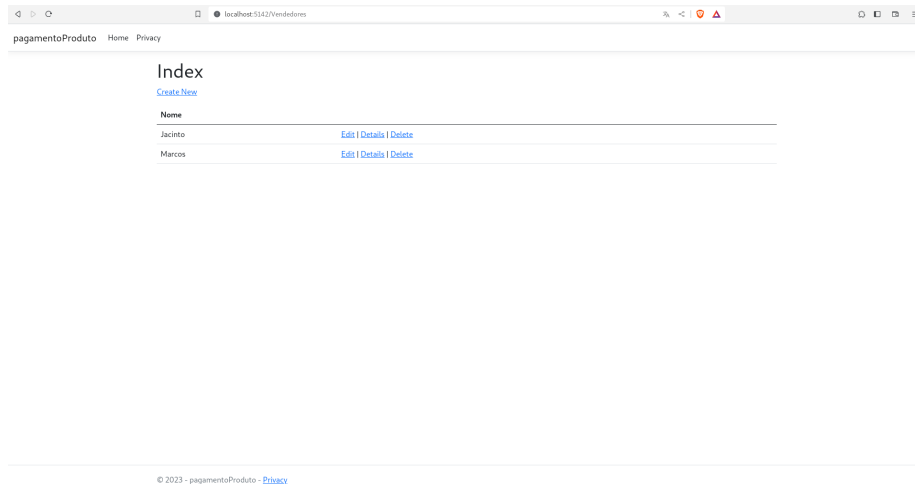 localhost:5142/Vendedores
pagamentoProduto Home Privacy
Index
Create New
Nome
Jacinto Edit | Details | Delete
Marcos Edit | Details | Delete
© 2023 - pagamentoProduto - Privacy